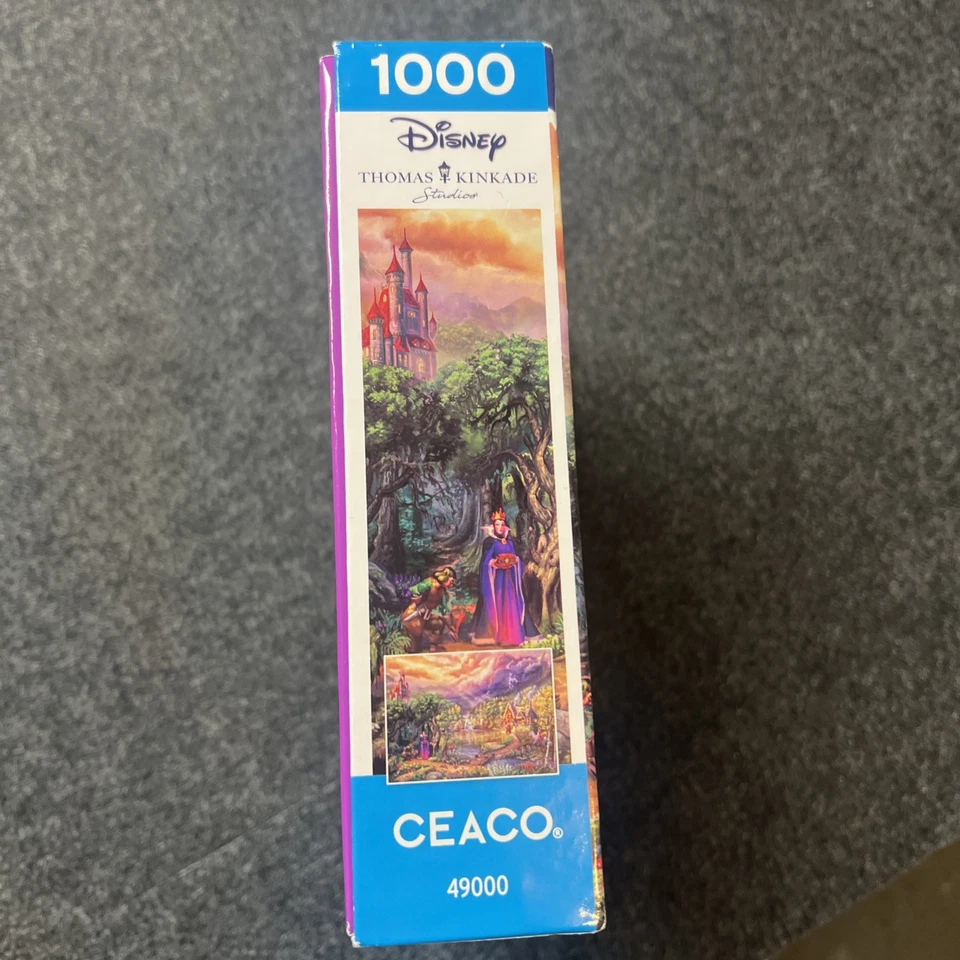 1000
Disney
THOMAS KINKADE
Studios
CEACO®
49000